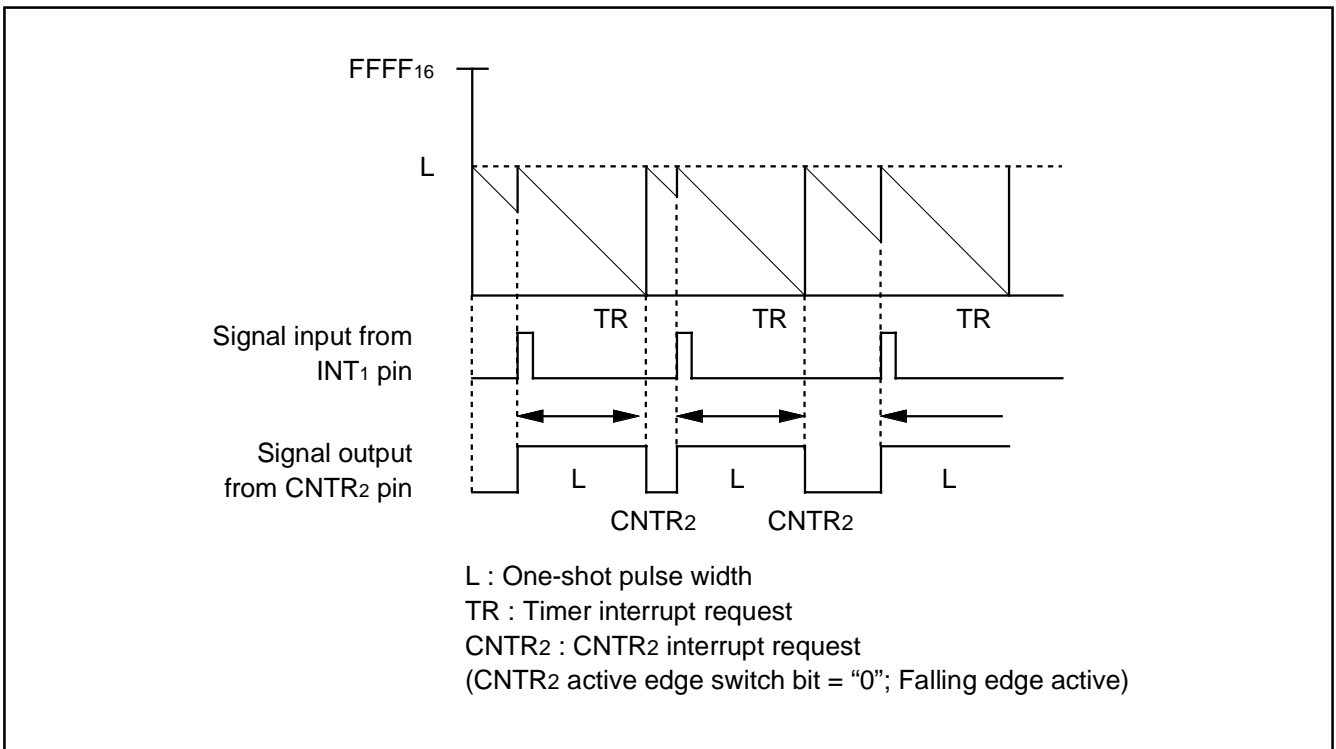 FFFF16
L
TR TR TR
Signal input from
INT1 pin
Signal output
from CNTR2 pin
L L L
CNTR2 CNTR2
L : One-shot pulse width
TR : Timer interrupt request
CNTR2 : CNTR2 interrupt request
(CNTR2 active edge switch bit = “0”; Falling edge active)